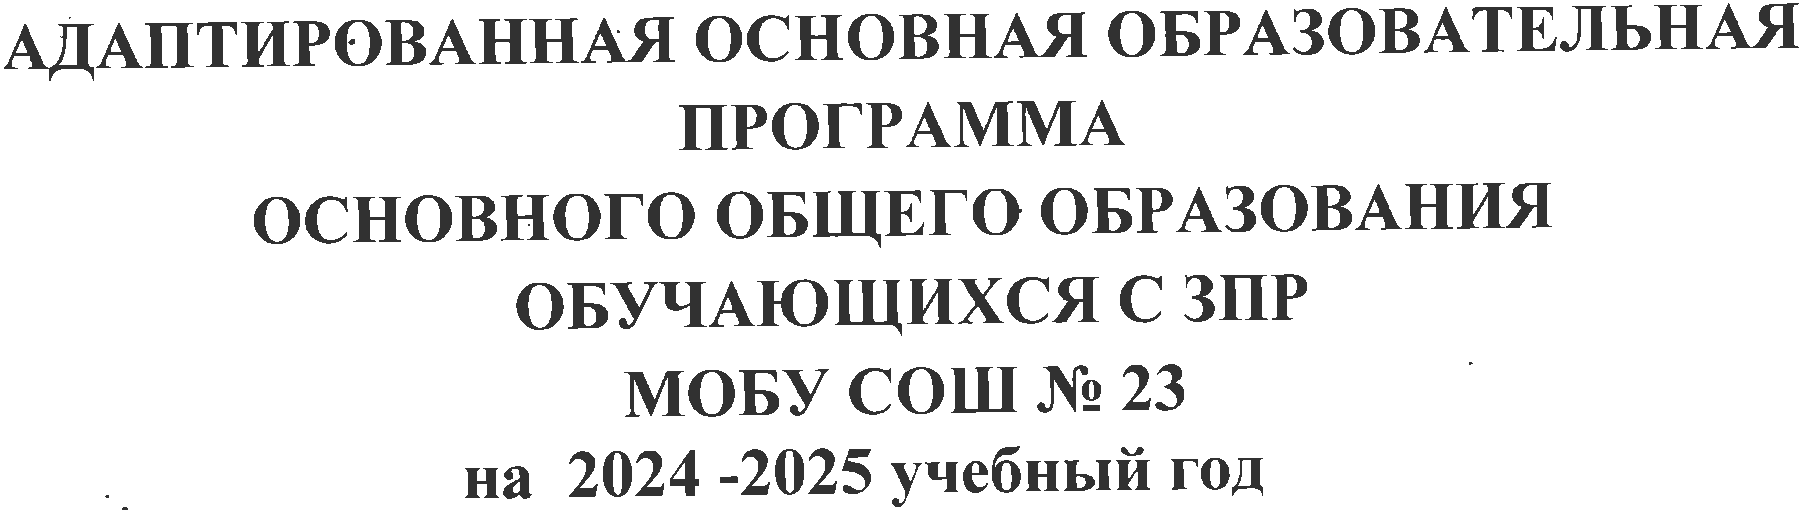 АДАПТИРОВАННАЯ ОСНОВНАЯ ОБРАЗОВАТЕЛЬНАЯ
ПРОГРАММА
ОСНОВНОГО ОБЩЕГО ОБРАЗОВАНИЯ
ОБУЧАЮЩИХСЯ С ЗПР
МОБУ СОШ № 23
на 2024 -2025 учебный год